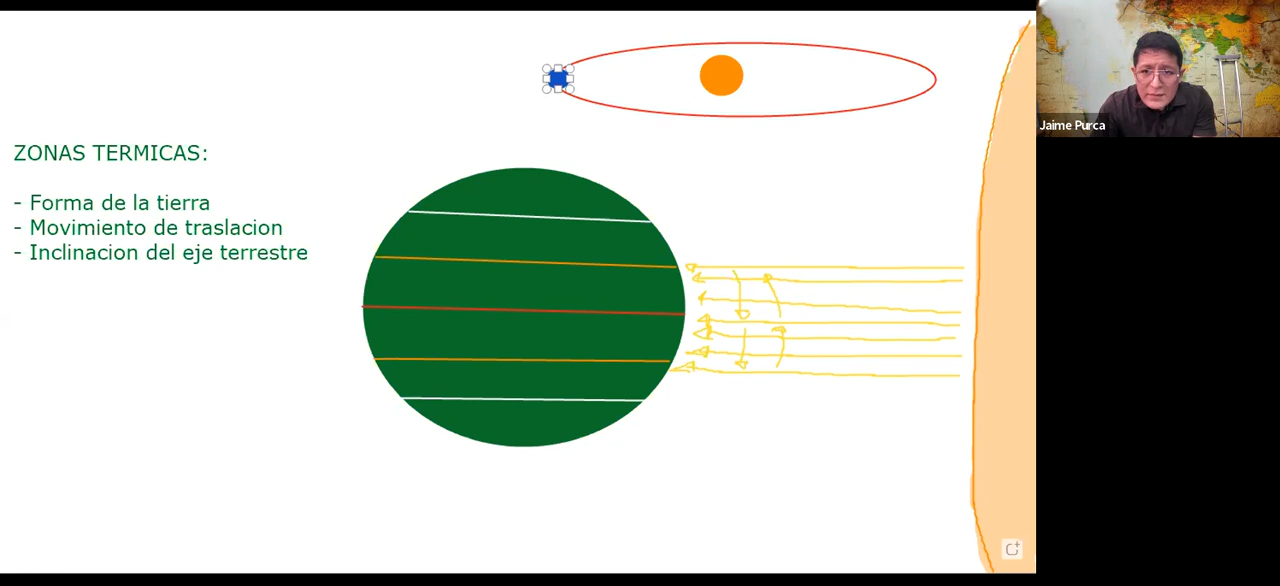 ZONAS TERMICAS:
- Forma de la tierra
- Movimiento de traslacion
- Inclinacion del eje terrestre
Jaime Purca